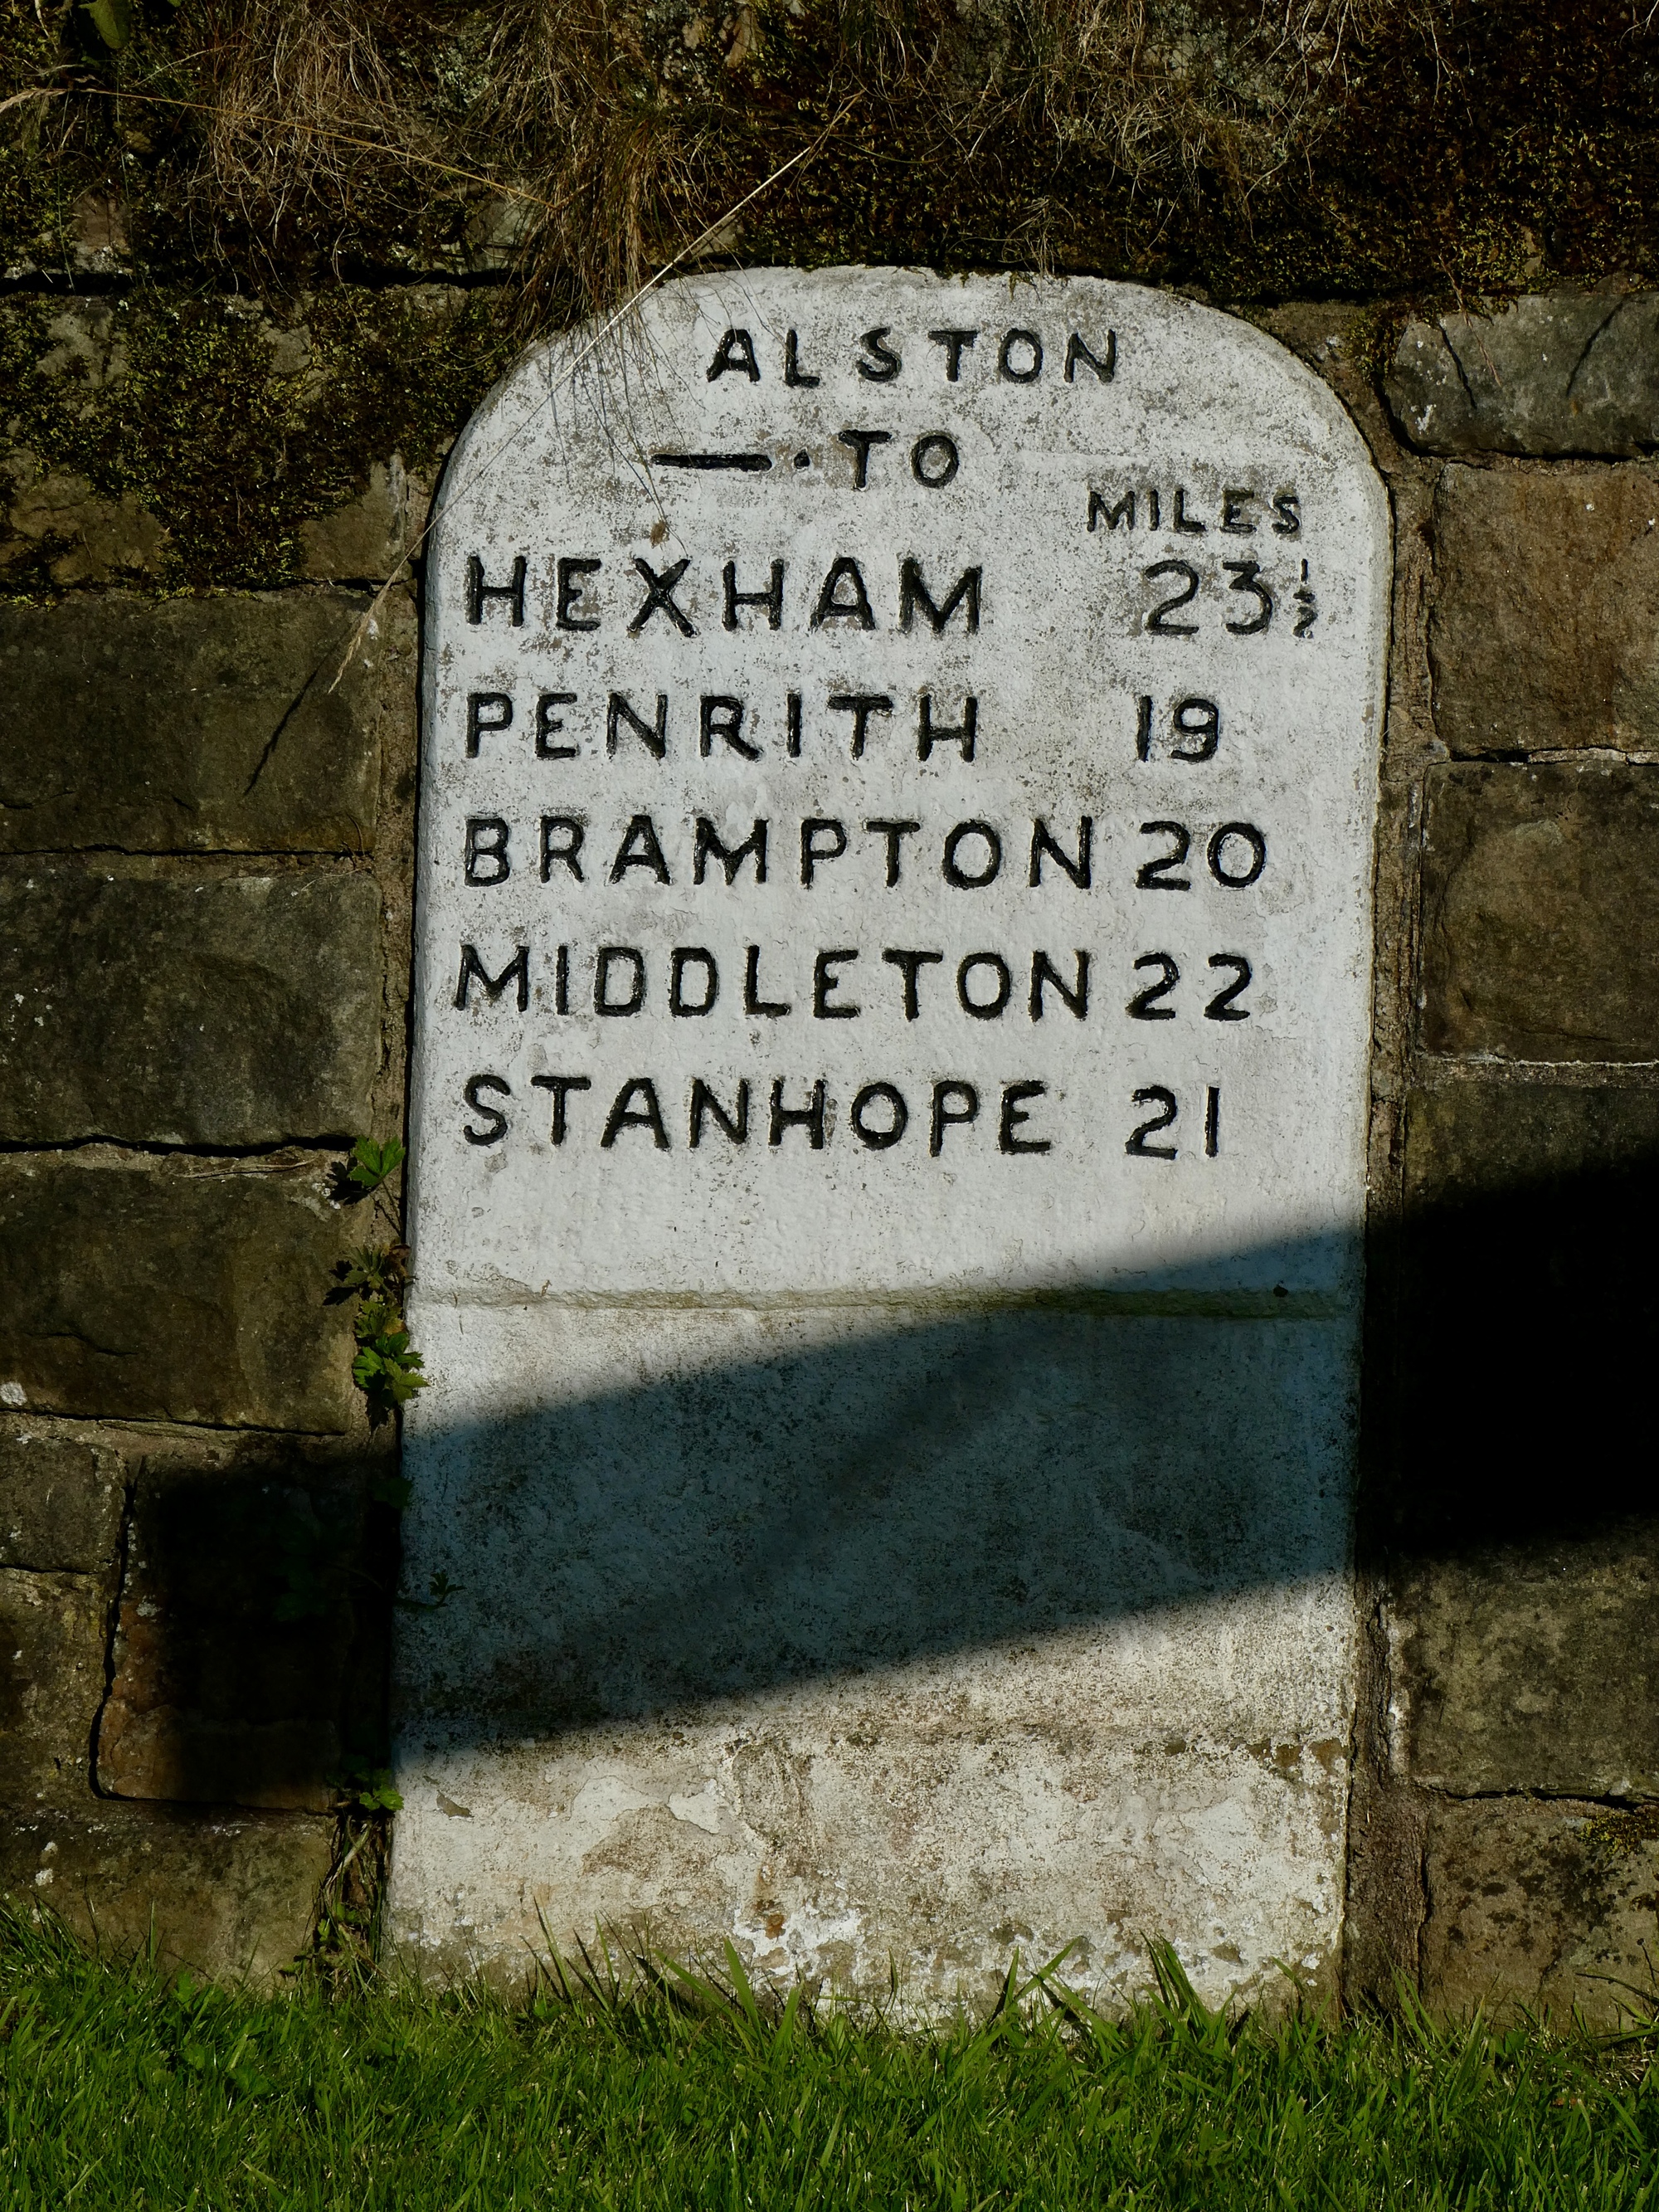 ALSTON
—·TO
MILES
HEXHAM 23½
PENRITH 19
BRAMPTON 20
MIDDLETON 22
STANHOPE 21